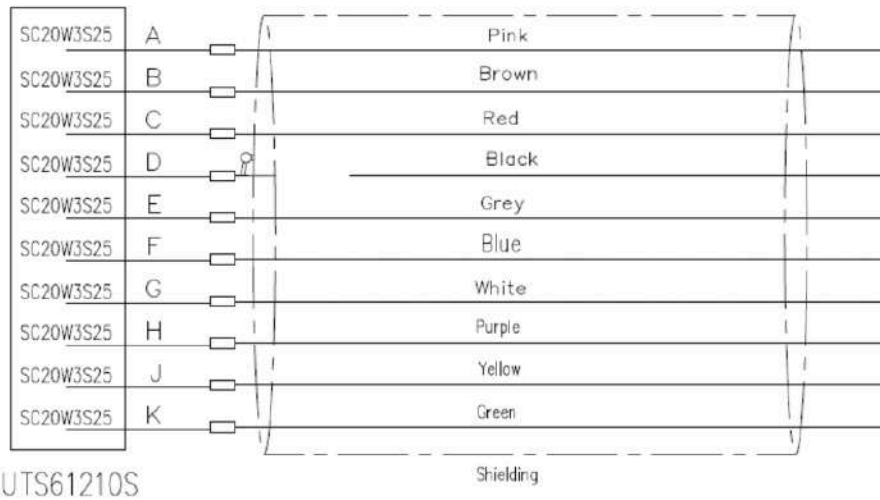 SC20W3S25 A Pink
SC20W3S25 B Brown
SC20W3S25 C Red
SC20W3S25 D Black
SC20W3S25 E Grey
SC20W3S25 F Blue
SC20W3S25 G White
SC20W3S25 H Purple
SC20W3S25 J Yellow
SC20W3S25 K Green
Shielding
UTS61210S